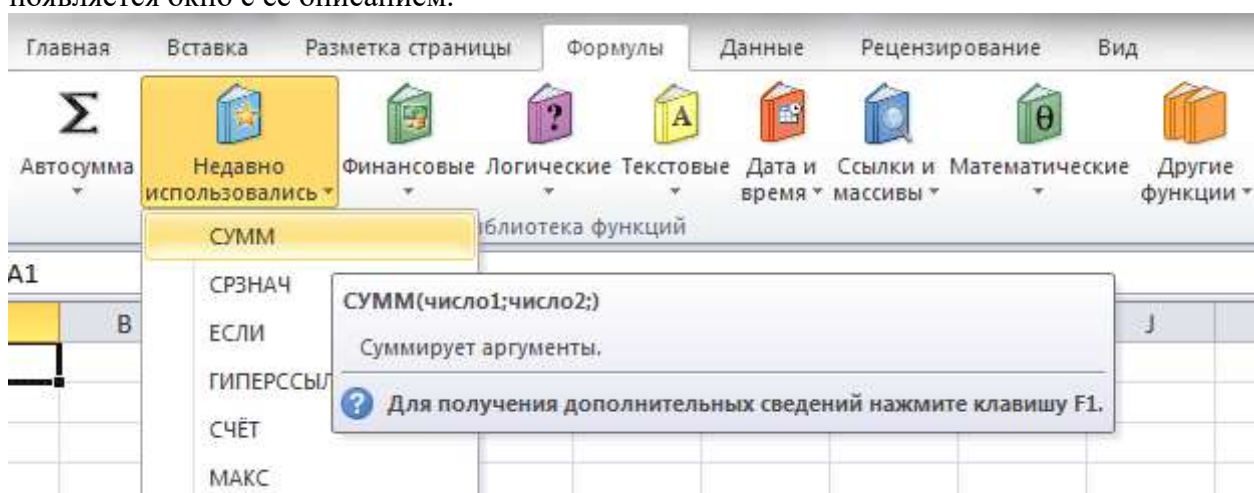 появляется окно с ее описанием.
Главная Вставка Разметка страницы Формулы Данные Рецензирование Вид
Σ ? A θ
Автосумма Недавно использовались Финансовые Логические Текстовые Дата и время Ссылки и массивы Математические Другие функции
иблиотека функций
СУММ
A1
СРЗНАЧ
СУММ(число1;число2;)
B J
ЕСЛИ
Суммирует аргументы.
ГИПЕРССЫЛ
? Для получения дополнительных сведений нажмите клавишу F1.
СЧЁТ
МАКС